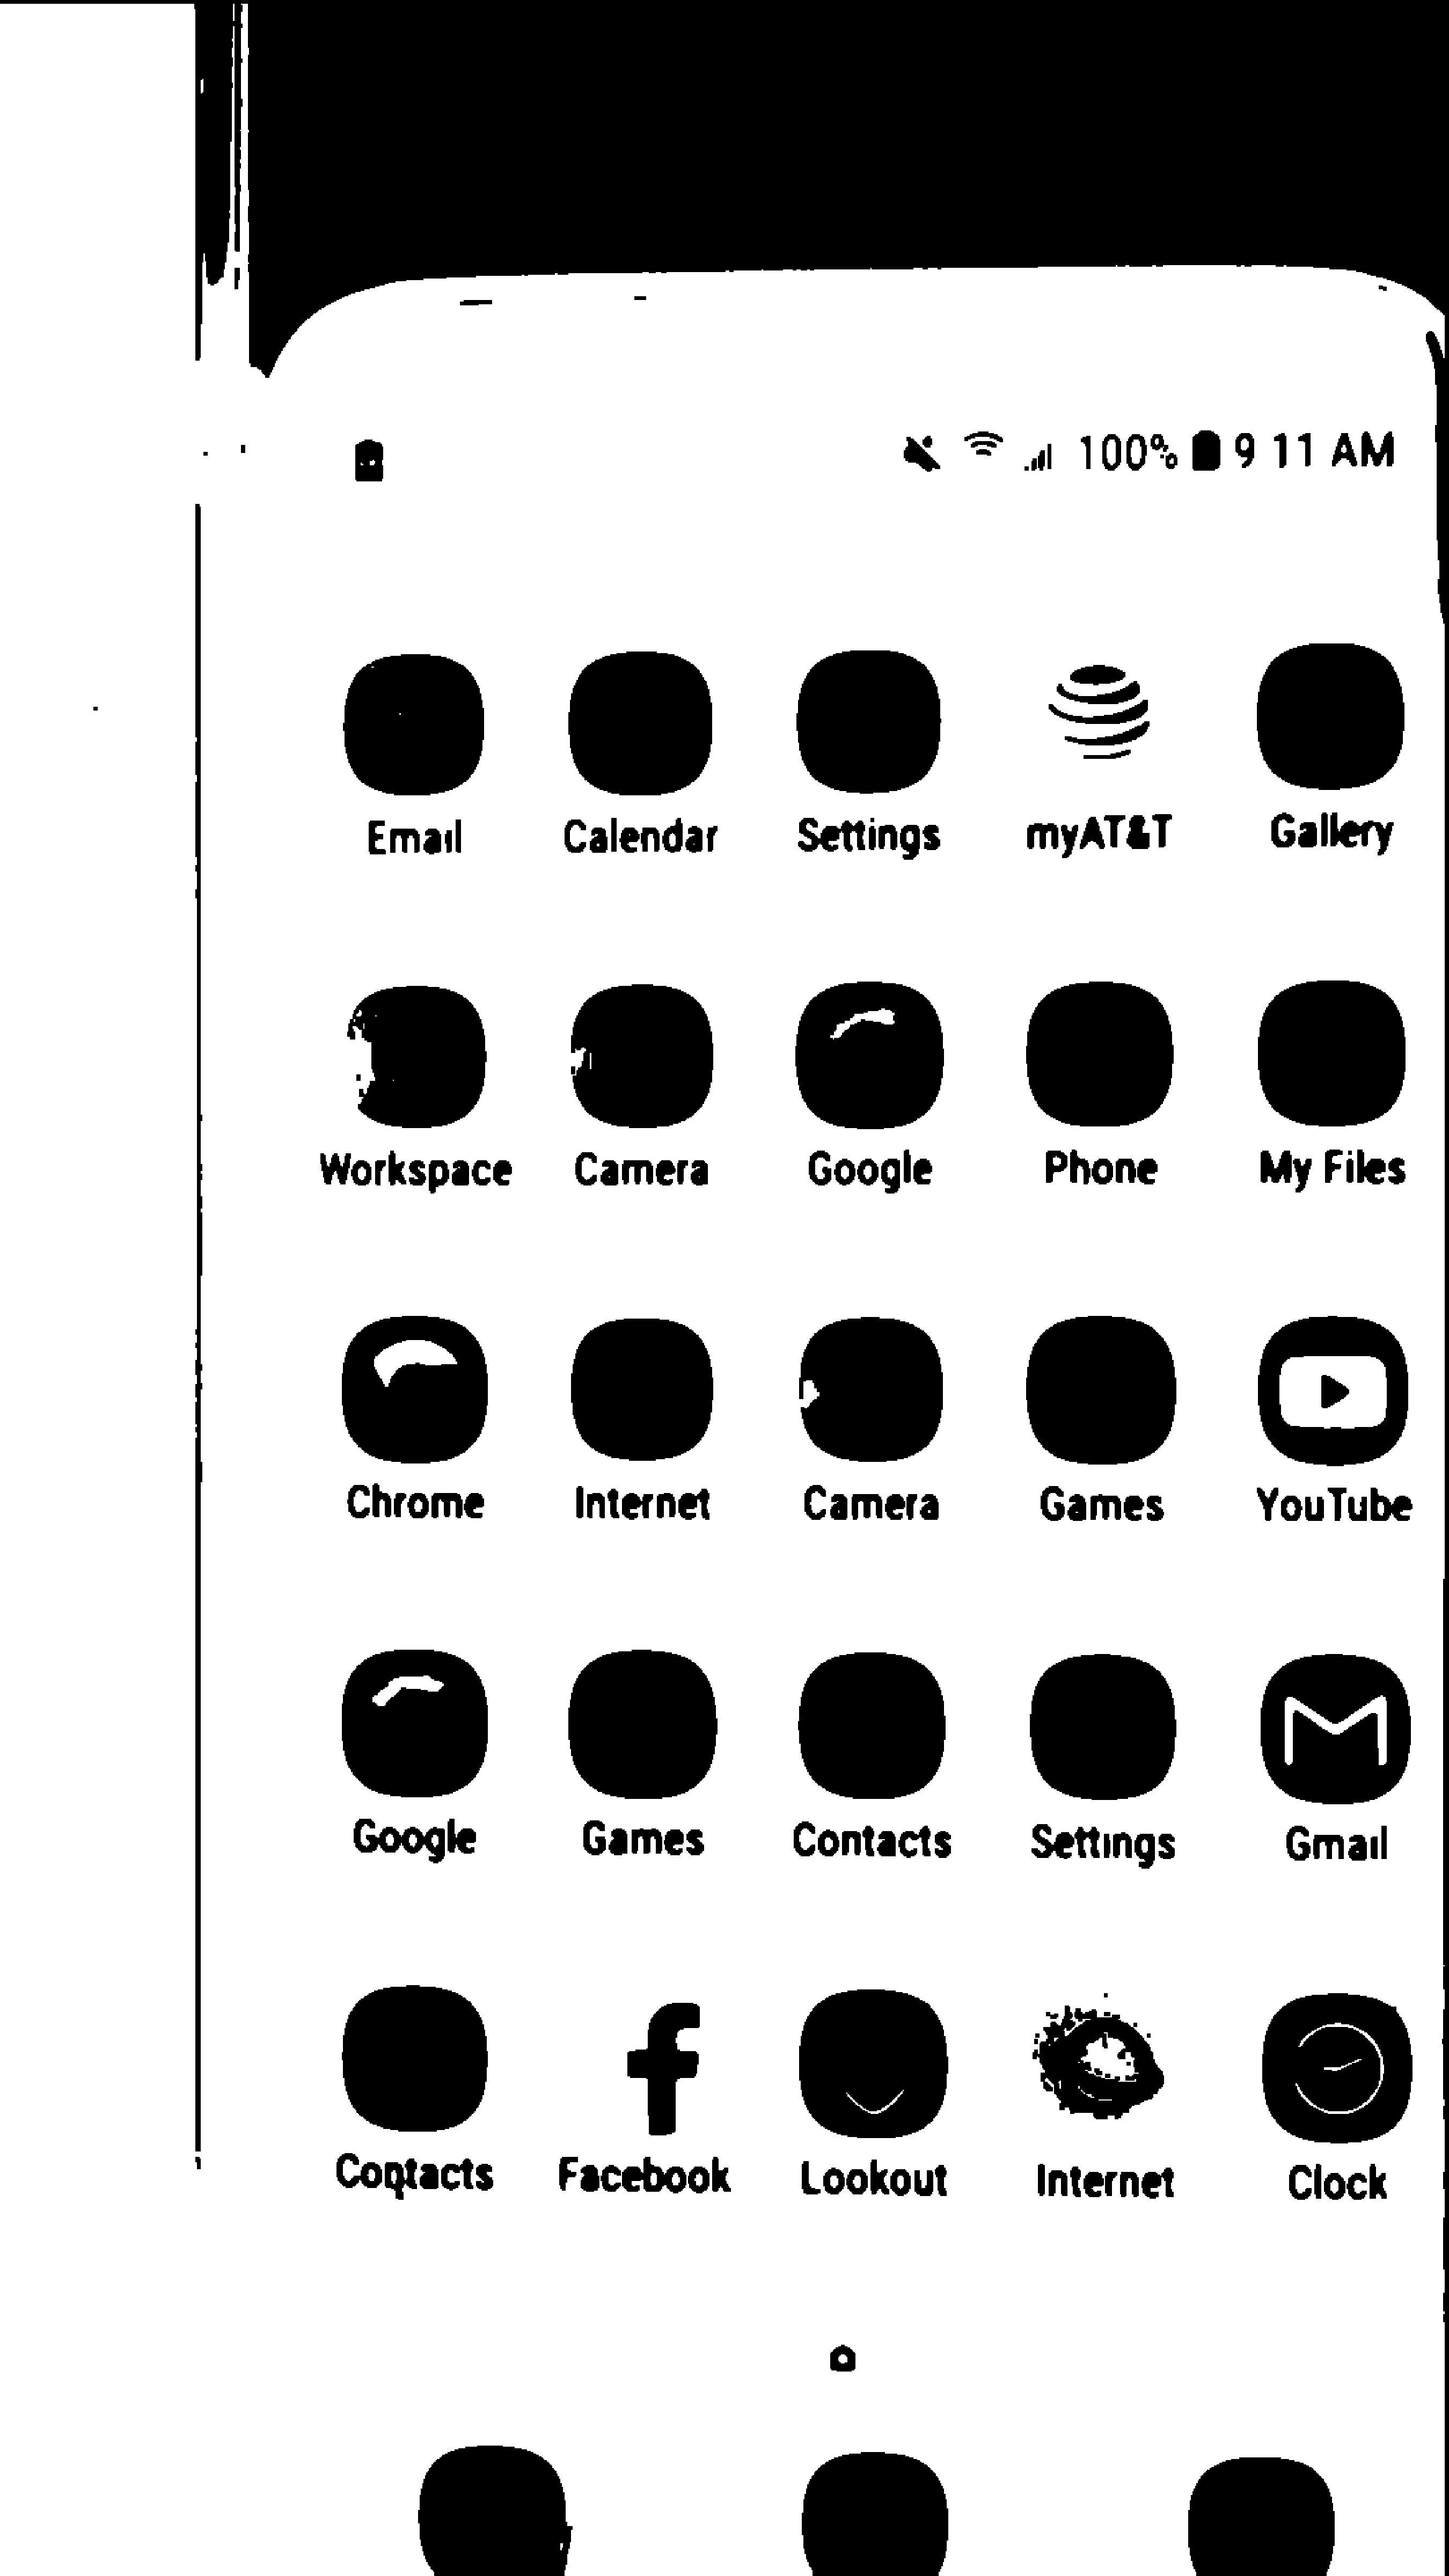 100% 9 11 AM
Email Calendar Settings myAT&T Gallery
Workspace Camera Google Phone My Files
Chrome Internet Camera Games YouTube
Google Games Contacts Settings Gmail
Contacts Facebook Lookout Internet Clock